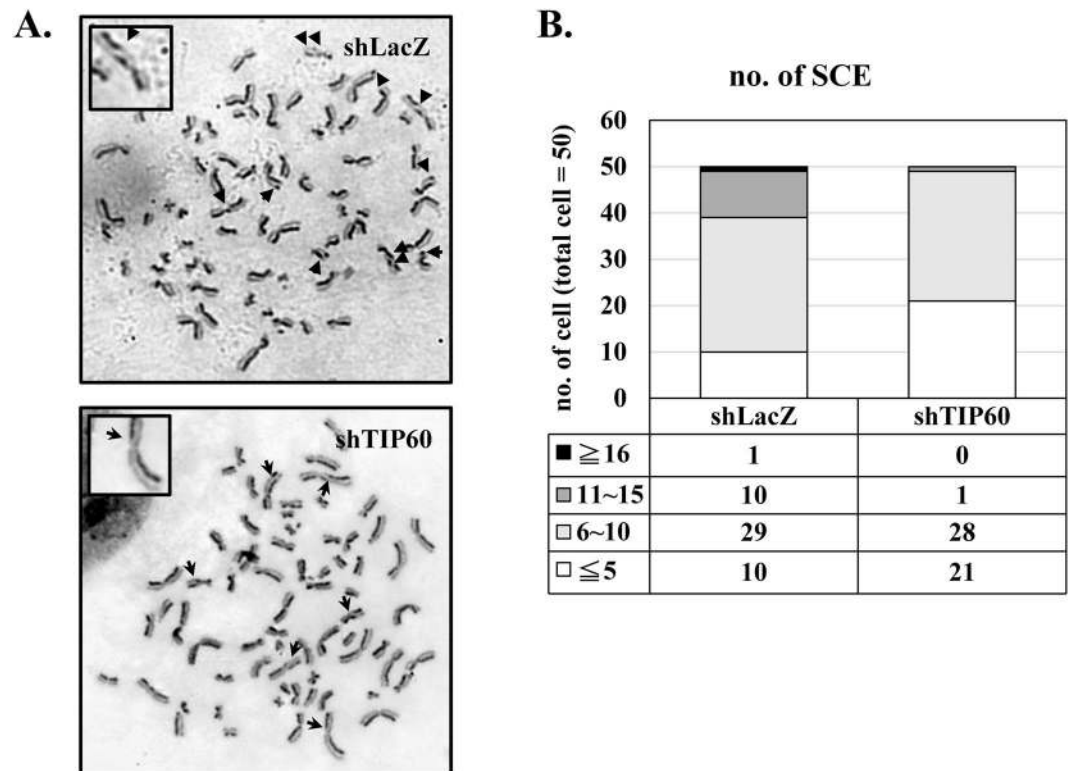 A.
shLacZ
shTIP60
B.
no. of SCE
no. of cell (total cell = 50)
60
50
40
30
20
10
0
shLacZ shTIP60
≧16 1 0
11~15 10 1
6~10 29 28
≦5 10 21